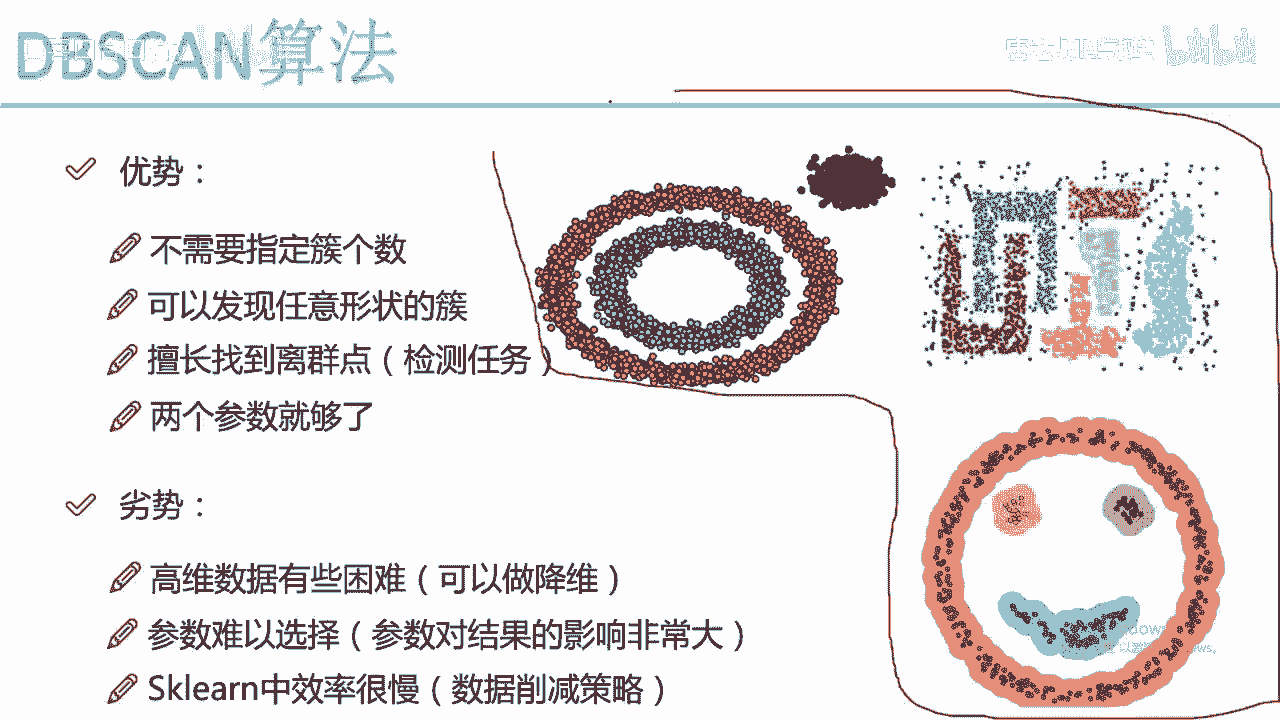 DBSCAN算法
bilibili
优势：
不需要指定簇个数
可以发现任意形状的簇
擅长找到离群点（检测任务）
两个参数就够了
劣势：
高维数据有些困难（可以做降维）
参数难以选择（参数对结果的影响非常大）
Sklearn中效率很慢（数据削减策略）